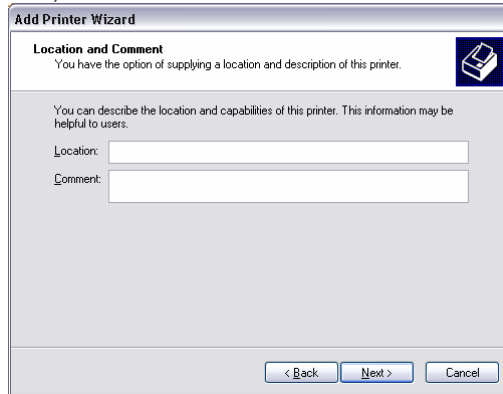 Add Printer Wizard
Location and Comment
You have the option of supplying a location and description of this printer.
You can describe the location and capabilities of this printer. This information may be
helpful to users.
Location:
Comment:
< Back
Next >
Cancel